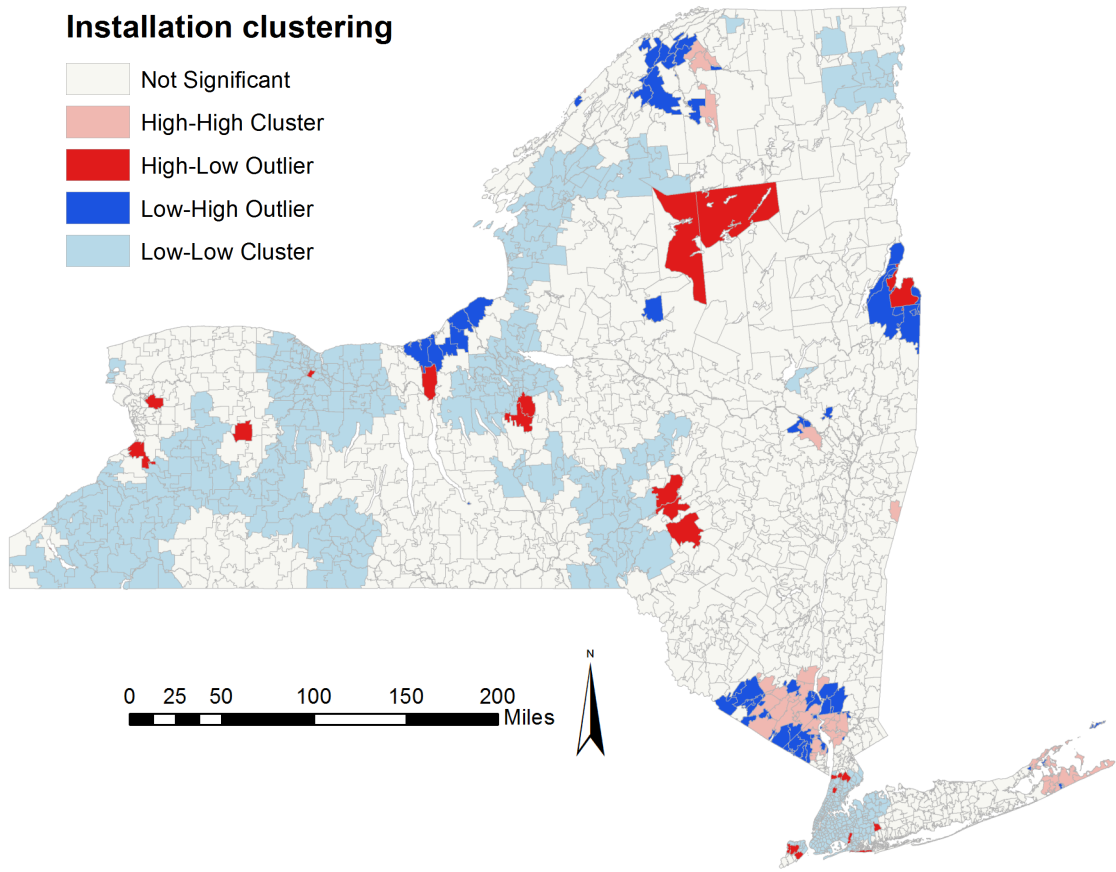 Installation clustering
Not Significant
High-High Cluster
High-Low Outlier
Low-High Outlier
Low-Low Cluster
N
0 25 50 100 150 200
Miles